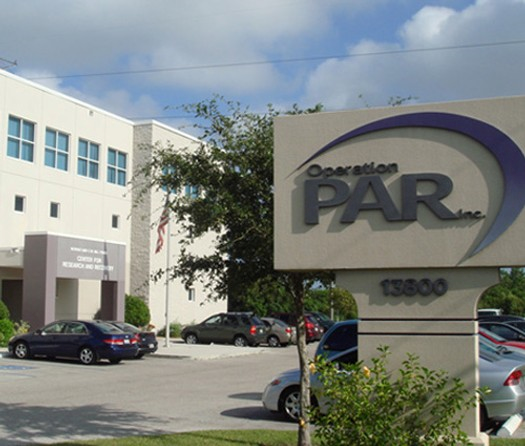 Operation
PAR Inc.
13800
CENTER FOR
RESEARCH AND RECOVERY